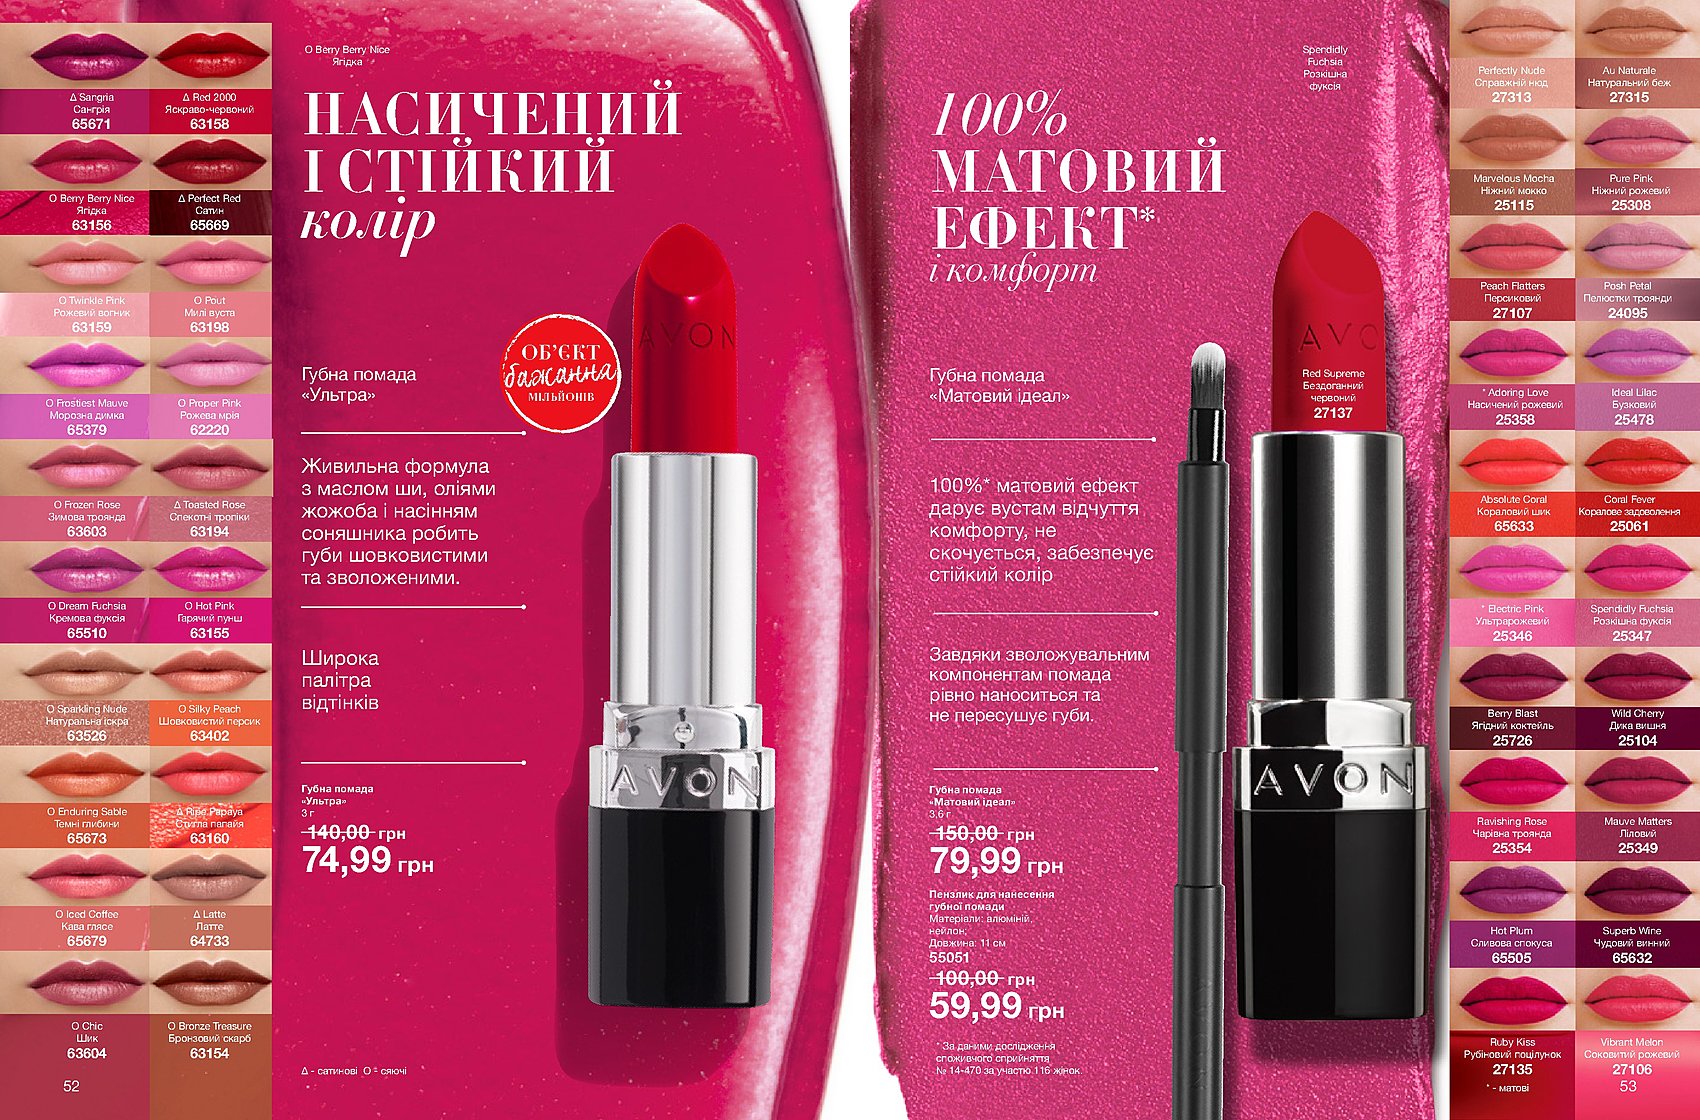 Δ Sangria
Сангрія
65671
Δ Red 2000
Яскраво-червоний
63158
O Berry Berry Nice
Ягідка
63156
Δ Perfect Red
Сатин
65669
O Twinkle Pink
Рожевий вогник
63159
O Pout
Милі вуста
63198
O Frostiest Mauve
Морозна димка
65379
O Proper Pink
Рожева мрія
62220
O Frozen Rose
Зимова троянда
63603
Δ Toasted Rose
Спекотні тропіки
63194
O Dream Fuchsia
Кремова фуксія
65510
O Hot Pink
Гарячий пунш
63155
O Sparkling Nude
Натуральна іскра
63526
O Silky Peach
Шовковистий персик
63402
O Enduring Sable
Темні глибини
65673
Δ Ripe Papaya
Стигла папайя
63160
O Iced Coffee
Кава глясе
65679
Δ Latte
Латте
64733
O Chic
Шик
63604
O Bronze Treasure
Бронзовий скарб
63154
52
O Berry Berry Nice
Ягідка
НАСИЧЕНИЙ
І СТІЙКИЙ
колір
ОБ’ЄКТ
бажання
МІЛЬЙОНІВ
AVON
Губна помада
«Ультра»
Живильна формула
з маслом ши, оліями
жожоба і насінням
соняшника робить
губи шовковистими
та зволоженими.
Широка
палітра
відтінків
AVON
Губна помада
«Ультра»
3 г
140,00 грн
74,99 грн
Δ - сатинові O - сяючі
Spendidly
Fuchsia
Розкішна
фуксія
100%
МАТОВИЙ
ЕФЕКТ*
і комфорт
AVO
Red Supreme
Бездоганний
червоний
27137
Губна помада
«Матовий ідеал»
100%* матовий ефект
дарує вустам відчуття
комфорту, не
скочується, забезпечує
стійкий колір
Завдяки зволожувальним
компонентам помада
рівно наноситься та
не пересушує губи.
AVON
Губна помада
«Матовий ідеал»
3,6 г
150,00 грн
79,99 грн
Пензлик для нанесення
губної помади
Матеріали: алюміній,
нейлон;
Довжина: 11 см
55051
100,00 грн
59,99 грн
За даними дослідження
споживчого сприйняття
№ 14-470 за участю 116 жінок.
Perfectly Nude
Справжній нюд
27313
Au Naturale
Натуральний беж
27315
Marvelous Mocha
Ніжний мокко
25115
Pure Pink
Ніжний рожевий
25308
Peach Flatters
Персиковий
27107
Posh Petal
Пелюстки троянди
24095
* Adoring Love
Насичений рожевий
25358
Ideal Lilac
Бузковий
25478
Absolute Coral
Кораловий шик
65633
Coral Fever
Коралове задоволення
25061
* Electric Pink
Ультрарожевий
25346
Spendidly Fuchsia
Розкішна фуксія
25347
Berry Blast
Ягідний коктейль
25726
Wild Cherry
Дика вишня
25104
Ravishing Rose
Чарівна троянда
25354
Mauve Matters
Ліловий
25349
Hot Plum
Сливова спокуса
65505
Superb Wine
Чудовий винний
65632
Ruby Kiss
Рубіновий поцілунок
27135
Vibrant Melon
Соковитий рожевий
27106
* - матові
53